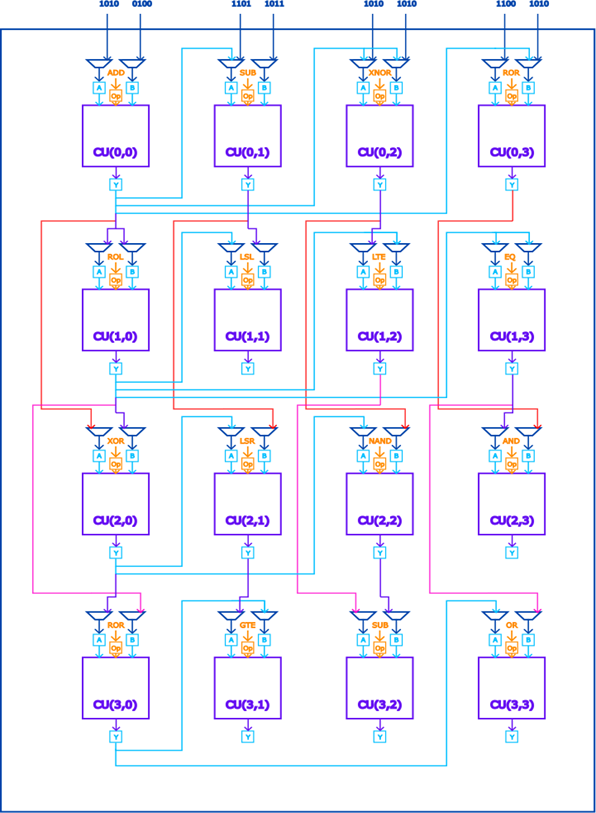 1010 0100 1101 1011 1010 1010 1100 1010
ADD SUB XNOR ROR
A Op B A Op B A Op B A Op B
CU(0,0) CU(0,1) CU(0,2) CU(0,3)
Y Y Y Y
ROL LSL LTE EQ
A Op B A Op B A Op B A Op B
CU(1,0) CU(1,1) CU(1,2) CU(1,3)
Y Y Y Y
XOR LSR NAND AND
A Op B A Op B A Op B A Op B
CU(2,0) CU(2,1) CU(2,2) CU(2,3)
Y Y Y Y
ROR GTE SUB OR
A Op B A Op B A Op B A Op B
CU(3,0) CU(3,1) CU(3,2) CU(3,3)
Y Y Y Y